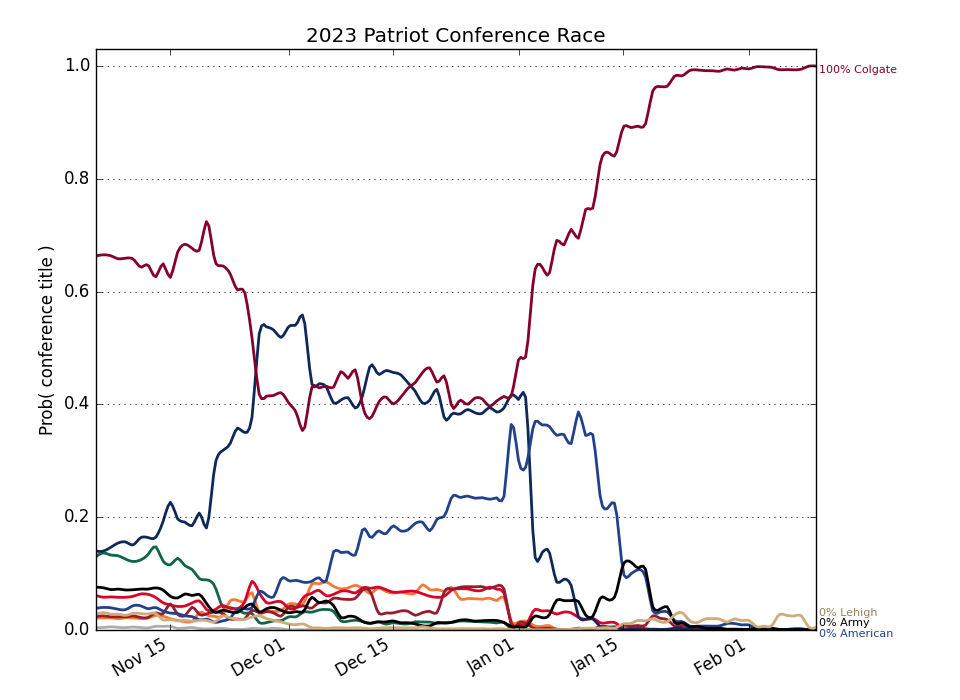 2023 Patriot Conference Race
Prob( conference title )
1.0
0.8
0.6
0.4
0.2
0.0
100% Colgate
0% Lehigh
0% Army
0% American
Nov 15
Dec 01
Dec 15
Jan 01
Jan 15
Feb 01